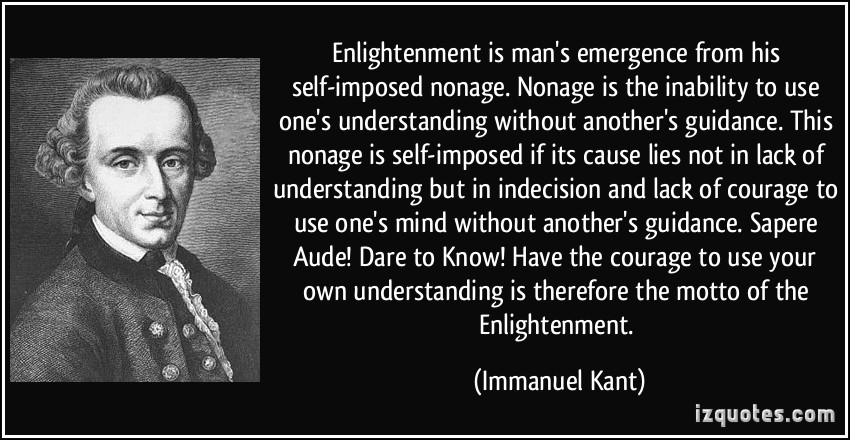 Enlightenment is man's emergence from his
self-imposed nonage. Nonage is the inability to use
one's understanding without another's guidance. This
nonage is self-imposed if its cause lies not in lack of
understanding but in indecision and lack of courage to
use one's mind without another's guidance. Sapere
Aude! Dare to Know! Have the courage to use your
own understanding is therefore the motto of the
Enlightenment.
(Immanuel Kant)
izquotes.com